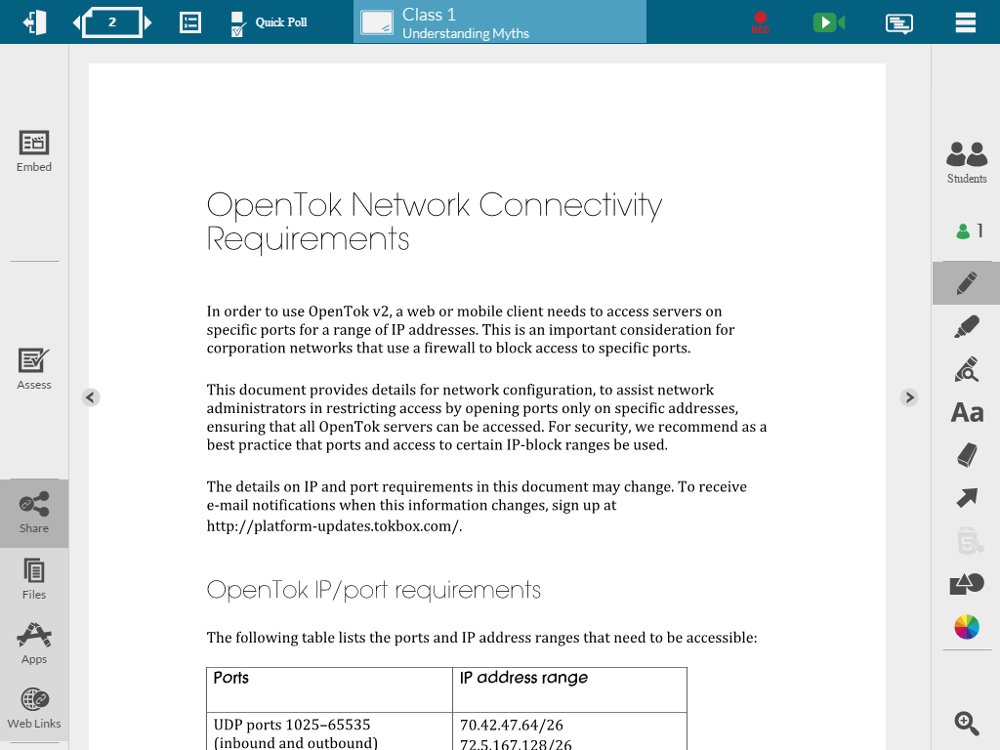 2
Quick Poll
Class 1
Understanding Myths
REC
Embed
Assess
Share
Files
Apps
Web Links
OpenTok Network Connectivity
Requirements
In order to use OpenTok v2, a web or mobile client needs to access servers on
specific ports for a range of IP addresses. This is an important consideration for
corporation networks that use a firewall to block access to specific ports.
This document provides details for network configuration, to assist network
administrators in restricting access by opening ports only on specific addresses,
ensuring that all OpenTok servers can be accessed. For security, we recommend as a
best practice that ports and access to certain IP-block ranges be used.
The details on IP and port requirements in this document may change. To receive
e-mail notifications when this information changes, sign up at
http://platform-updates.tokbox.com/.
OpenTok IP/port requirements
The following table lists the ports and IP address ranges that need to be accessible:
Ports IP address range
UDP ports 1025–65535 70.42.47.64/26
(inbound and outbound) 72.5.167.128/26
Students
1
Aa
HTML
5